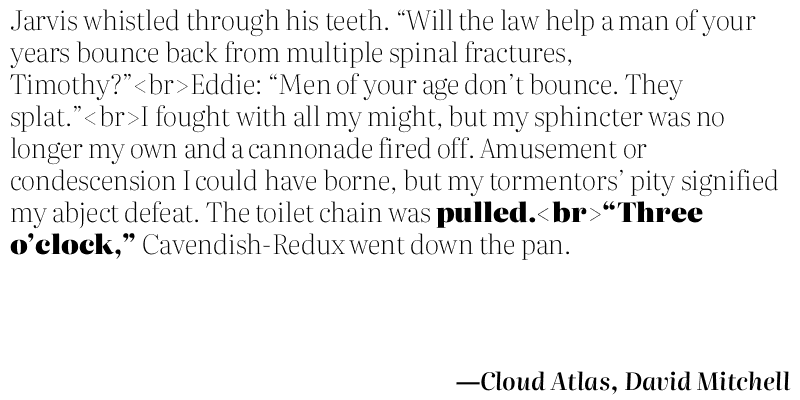 Jarvis whistled through his teeth. “Will the law help a man of your
years bounce back from multiple spinal fractures,
Timothy?”<br>Eddie: “Men of your age don’t bounce. They
splat.”<br>I fought with all my might, but my sphincter was no
longer my own and a cannonade fired off. Amusement or
condescension I could have borne, but my tormentors’ pity signified
my abject defeat. The toilet chain was pulled.<br>“Three
o’clock,” Cavendish-Redux went down the pan.
—Cloud Atlas, David Mitchell